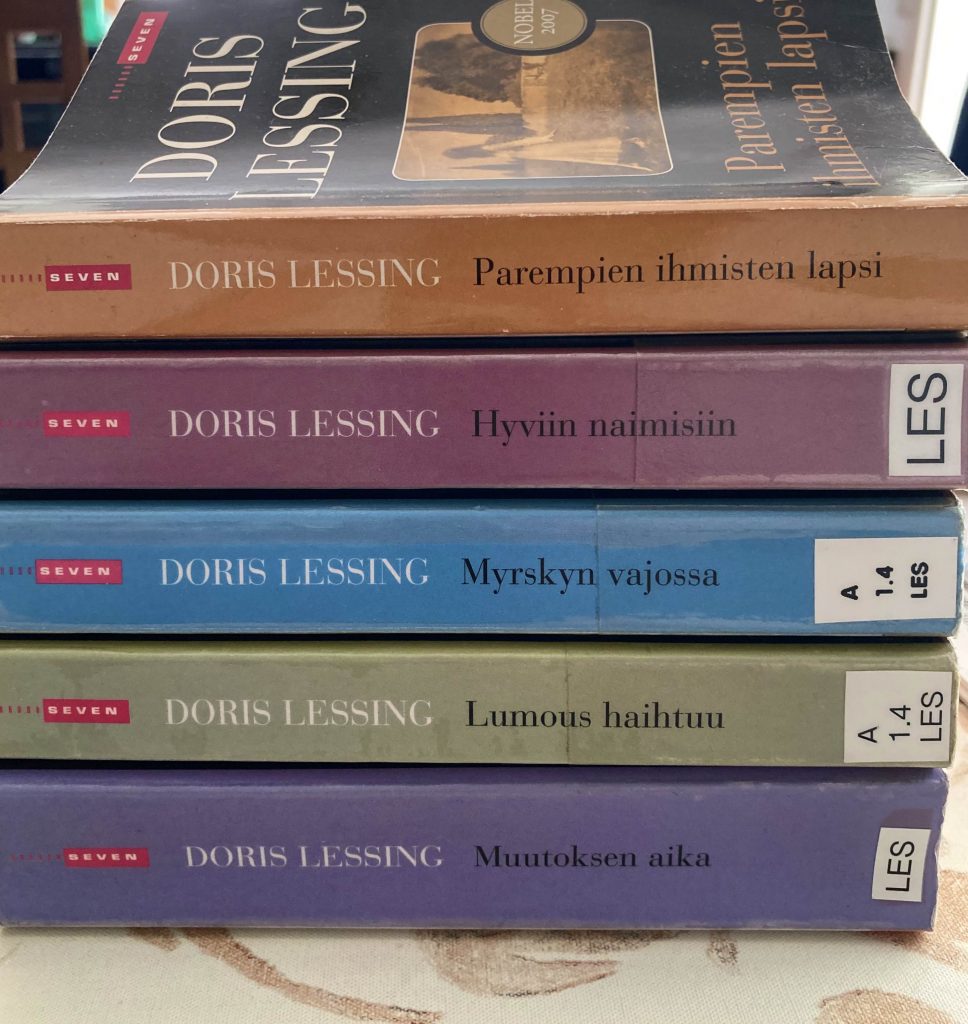 SEVEN
DORIS
LESSING
NOBEL
2007
Parempien
ihmisten lapsi
SEVEN DORIS LESSING Parempien ihmisten lapsi
SEVEN DORIS LESSING Hyviin naimisiin LES
SEVEN DORIS LESSING Myrskyn vajossa A 1.4 LES
SEVEN DORIS LESSING Lumous haihtuu A 1.4 LES
SEVEN DORIS LESSING Muutoksen aika LES